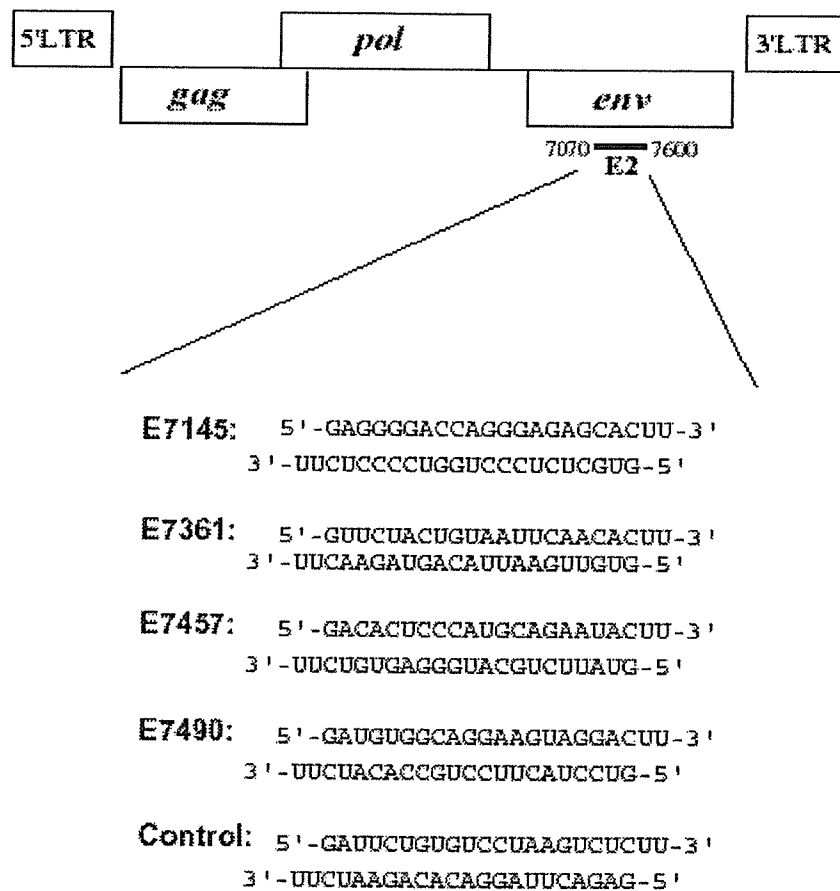 5'LTR
pol
3'LTR
gag
env
7070 7600
E2
E7145: 5'-GAGGGGACCAGGGAGAGCACUU-3'
3'-UUCUCCCCUGGUCCCUCUCGUG-5'
E7361: 5'-GUUCUACUGUAAUUCAACACUU-3'
3'-UUCAAGAUGACAUUAAGUUGUG-5'
E7457: 5'-GACACUCCCAUGCAGAAUACUU-3'
3'-UUCUGUGAGGGUACGUCUUAUG-5'
E7490: 5'-GAUGUGGCAGGAAGUAGGACUU-3'
3'-UUCUACACCGUCCUUCAUCCUG-5'
Control: 5'-GAUUCUGUGUCCUAAGUCUCUU-3'
3'-UUCUAAGACACAGGAUUCAGAG-5'